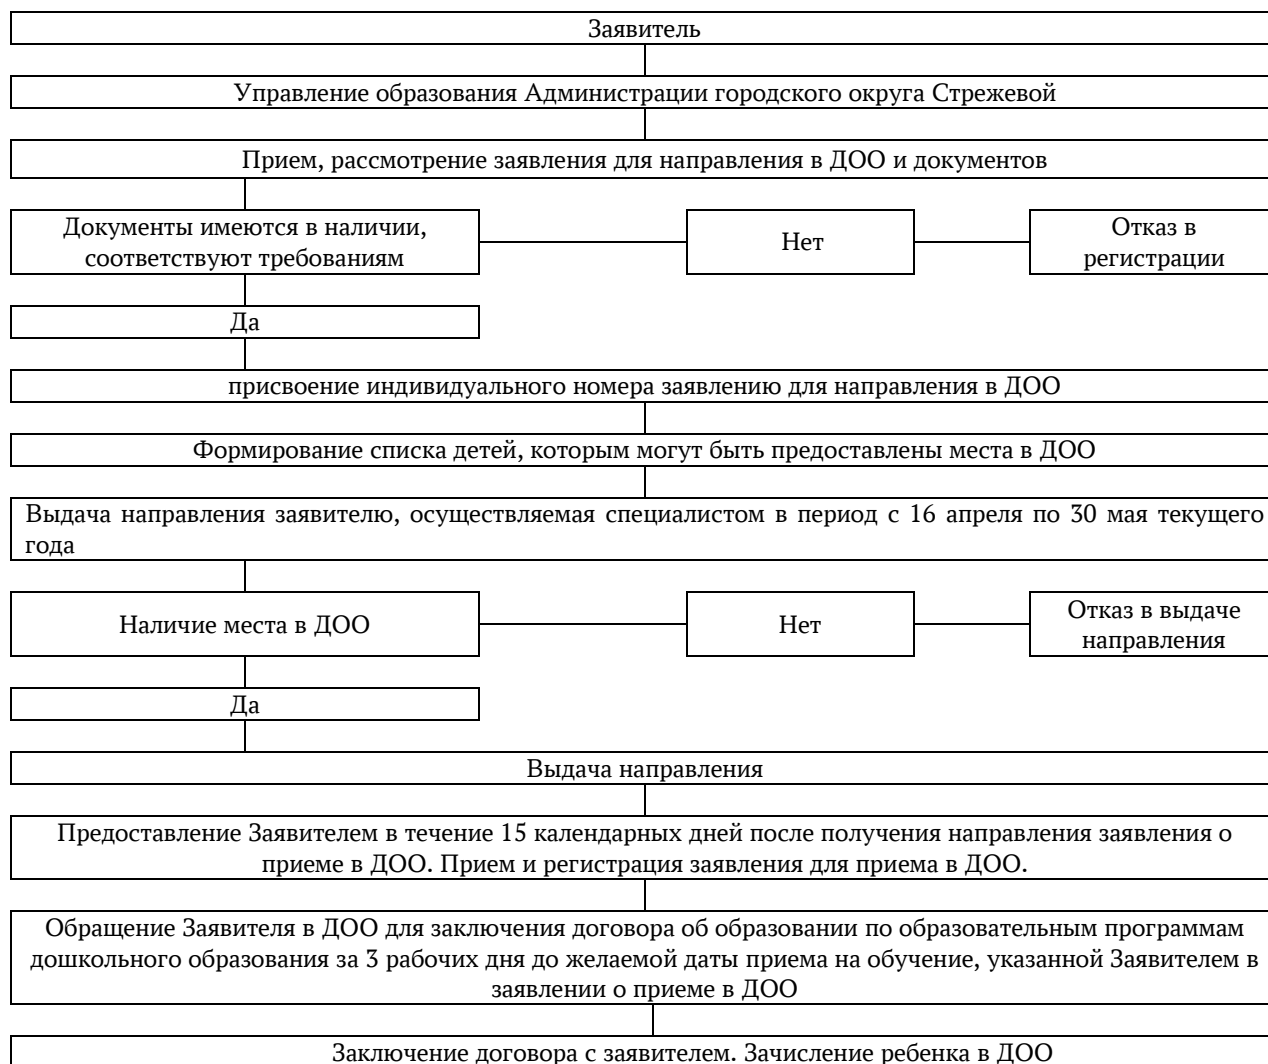 Заявитель
Управление образования Администрации городского округа Стрежевой
Прием, рассмотрение заявления для направления в ДОО и документов
Документы имеются в наличии,
соответствуют требованиям
Нет
Отказ в
регистрации
Да
присвоение индивидуального номера заявлению для направления в ДОО
Формирование списка детей, которым могут быть предоставлены места в ДОО
Выдача направления заявителю, осуществляемая специалистом в период с 16 апреля по 30 мая текущего
года
Наличие места в ДОО
Нет
Отказ в выдаче
направления
Да
Выдача направления
Предоставление Заявителем в течение 15 календарных дней после получения направления заявления о
приеме в ДОО. Прием и регистрация заявления для приема в ДОО.
Обращение Заявителя в ДОО для заключения договора об образовании по образовательным программам
дошкольного образования за 3 рабочих дня до желаемой даты приема на обучение, указанной Заявителем в
заявлении о приеме в ДОО
Заключение договора с заявителем. Зачисление ребенка в ДОО